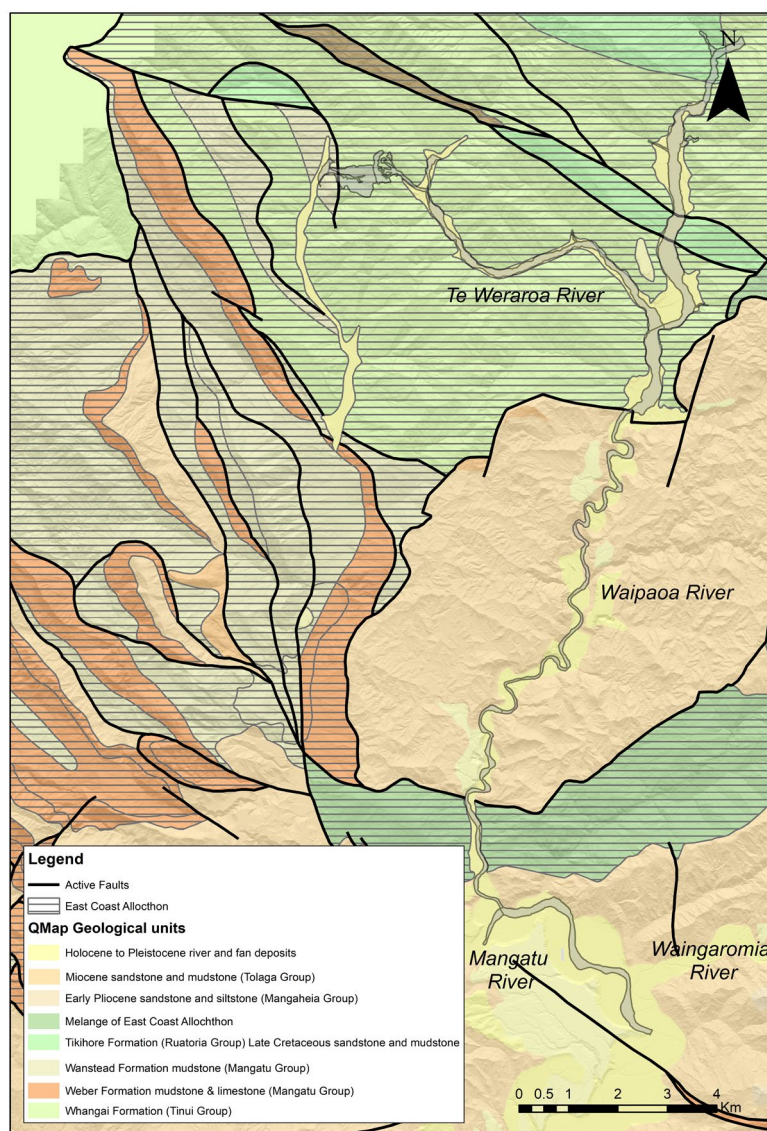 N
Te Weraroa River
Waipaoa River
Legend
Active Faults
East Coast Allocthon
QMap Geological units
Holocene to Pleistocene river and fan deposits
Miocene sandstone and mudstone (Tolaga Group)
Early Pliocene sandstone and siltstone (Mangaheia Group)
Melange of East Coast Allochthon
Tikihore Formation (Ruatoria Group) Late Cretaceous sandstone and mudstone
Wanstead Formation mudstone (Mangatu Group)
Weber Formation mudstone & limestone (Mangatu Group)
Whangai Formation (Tinui Group)
Mangatu
River
Waingaromia
River
0 0.5 1 2 3 4
Km